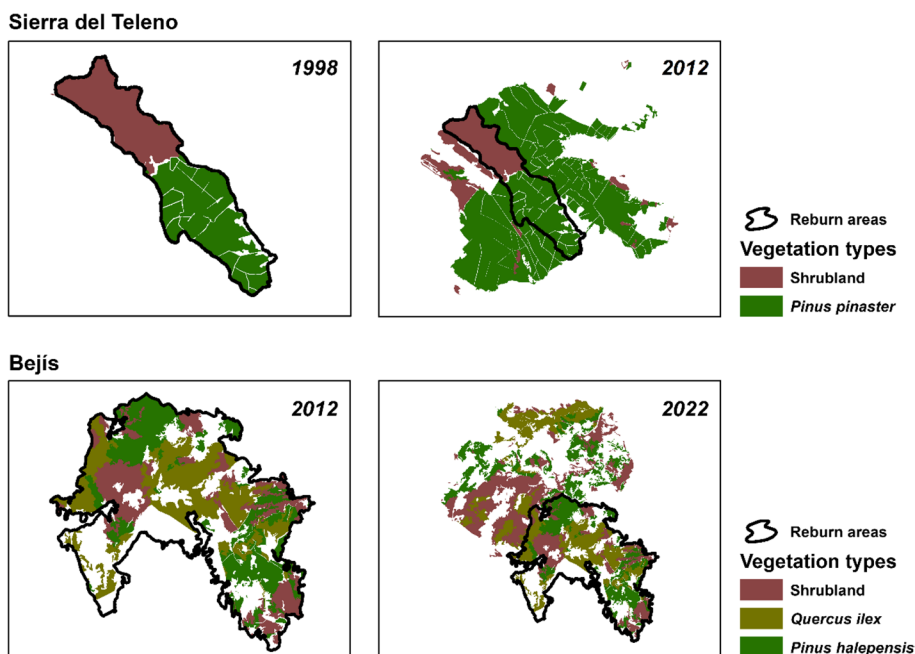 Sierra del Teleno
1998
2012
Reburn areas
Vegetation types
Shrubland
Pinus pinaster
Bejís
2012
2022
Reburn areas
Vegetation types
Shrubland
Quercus ilex
Pinus halepensis